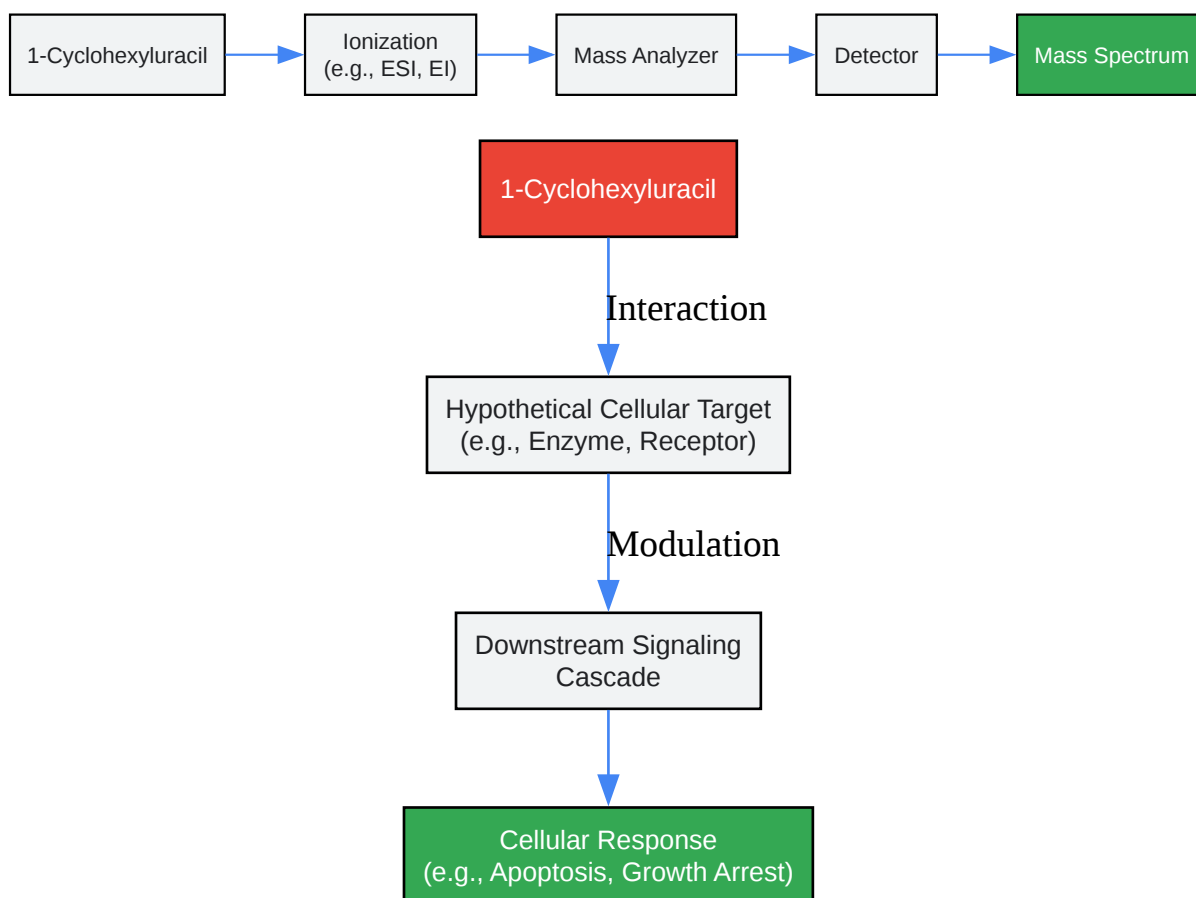 1-Cyclohexyluracil
Ionization
(e.g., ESI, EI)
Mass Analyzer
Detector
Mass Spectrum
1-Cyclohexyluracil
Interaction
Hypothetical Cellular Target
(e.g., Enzyme, Receptor)
Modulation
Downstream Signaling
Cascade
Cellular Response
(e.g., Apoptosis, Growth Arrest)